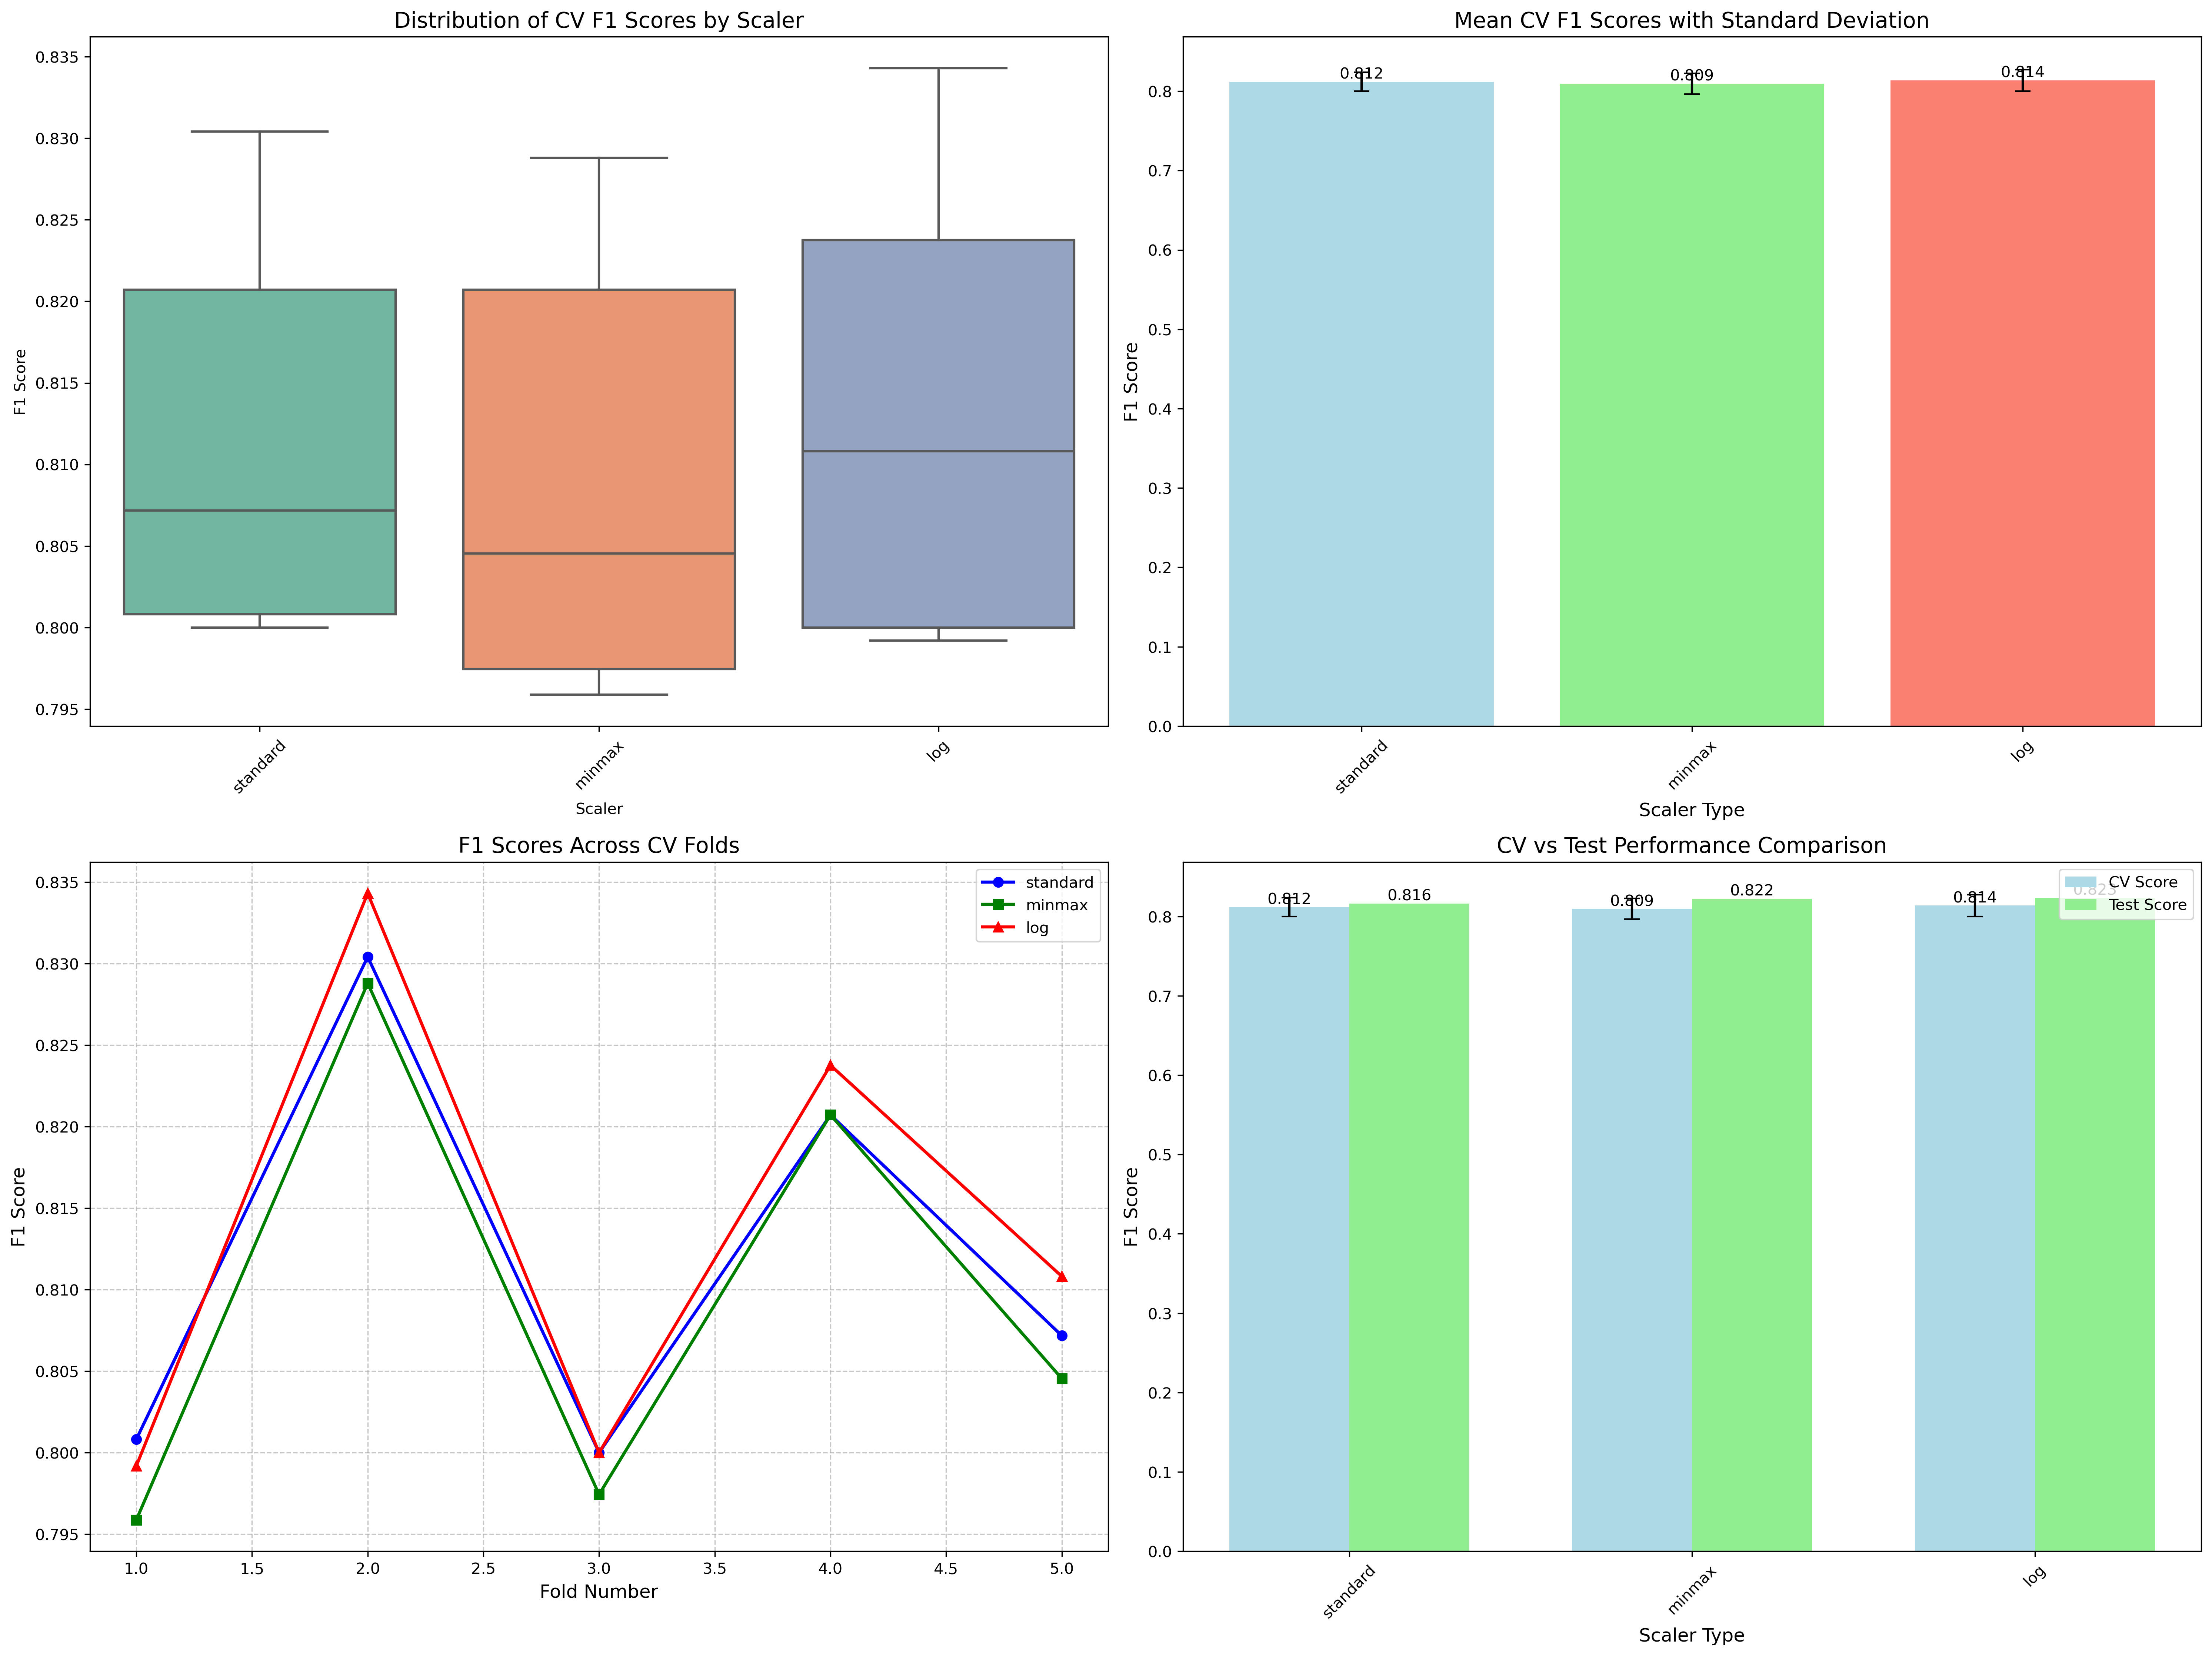 Distribution of CV F1 Scores by Scaler
F1 Score
0.835
0.830
0.825
0.820
0.815
0.810
0.805
0.800
0.795
standard
minmax
log
Scaler
Mean CV F1 Scores with Standard Deviation
F1 Score
0.8
0.7
0.6
0.5
0.4
0.3
0.2
0.1
0.0
0.812
0.809
0.814
standard
minmax
log
Scaler Type
F1 Scores Across CV Folds
F1 Score
0.835
0.830
0.825
0.820
0.815
0.810
0.805
0.800
0.795
standard
minmax
log
1.0
1.5
2.0
2.5
3.0
3.5
4.0
4.5
5.0
Fold Number
CV vs Test Performance Comparison
F1 Score
0.8
0.7
0.6
0.5
0.4
0.3
0.2
0.1
0.0
0.812
0.816
0.809
0.822
0.814
0.823
CV Score
Test Score
standard
minmax
log
Scaler Type